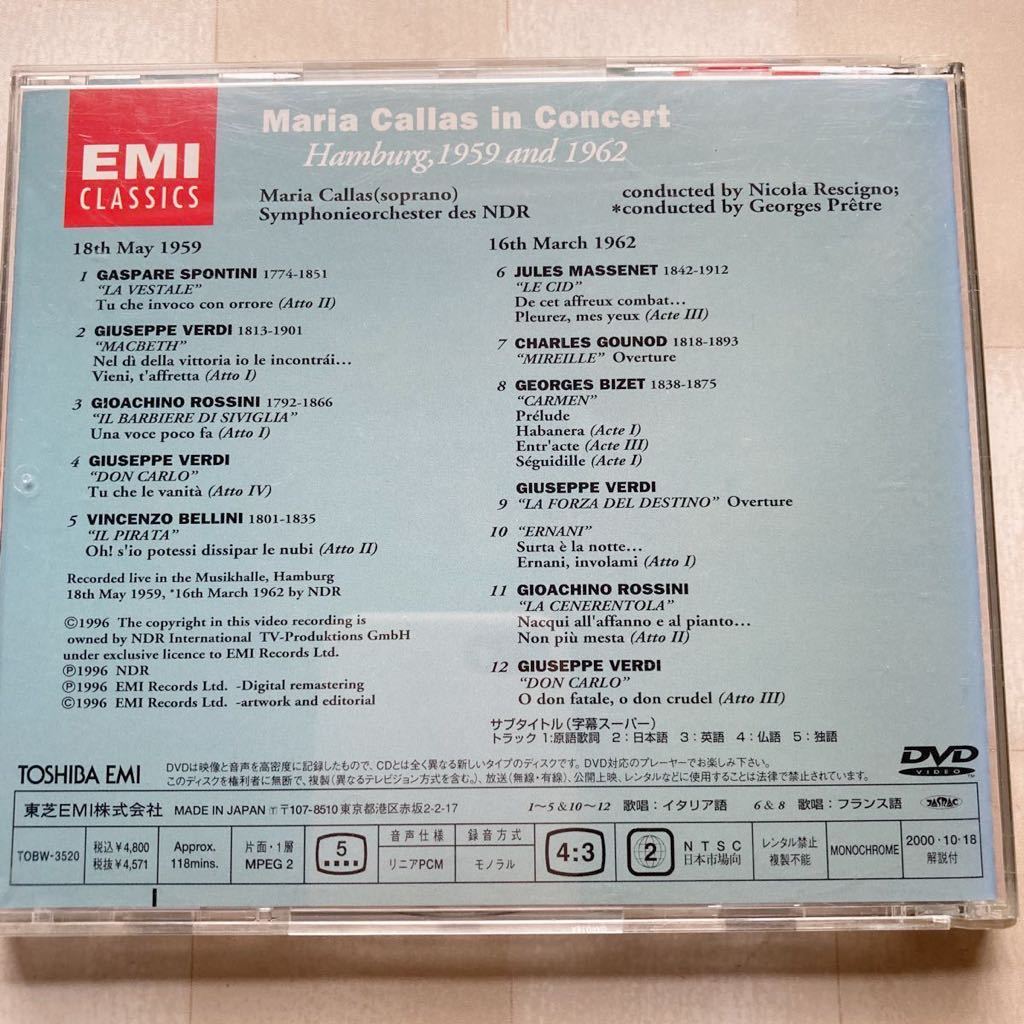 EMI
CLASSICS
Maria Callas in Concert
Hamburg, 1959 and 1962
Maria Callas(soprano)
Symphonieorchester des NDR
conducted by Nicola Rescigno;
*conducted by Georges Prêtre
18th May 1959
1 GASPARE SPONTINI 1774-1851
"LA VESTALE"
Tu che invoco con orrore (Atto II)
2 GIUSEPPE VERDI 1813-1901
"MACBETH"
Nel dì della vittoria io le incontrái...
Vieni, t'affretta (Atto I)
3 GIOACHINO ROSSINI 1792-1866
"IL BARBIERE DI SIVIGLIA"
Una voce poco fa (Atto I)
4 GIUSEPPE VERDI
"DON CARLO"
Tu che le vanità (Atto IV)
5 VINCENZO BELLINI 1801-1835
"IL PIRATA"
Oh! s'io potessi dissipar le nubi (Atto II)
Recorded live in the Musikhalle, Hamburg
18th May 1959, *16th March 1962 by NDR
©1996 The copyright in this video recording is
owned by NDR International TV-Produktions GmbH
under exclusive licence to EMI Records Ltd.
℗1996 NDR
℗1996 EMI Records Ltd. -Digital remastering
©1996 EMI Records Ltd. -artwork and editorial
16th March 1962
6 JULES MASSENET 1842-1912
"LE CID"
De cet affreux combat...
Pleurez, mes yeux (Acte III)
7 CHARLES GOUNOD 1818-1893
"MIREILLE" Overture
8 GEORGES BIZET 1838-1875
"CARMEN"
Prélude
Habanera (Acte I)
Entr'acte (Acte III)
Séguidille (Acte I)
GIUSEPPE VERDI
9 "LA FORZA DEL DESTINO" Overture
10 "ERNANI"
Surta è la notte...
Ernani, involami (Atto I)
11 GIOACHINO ROSSINI
"LA CENERENTOLA"
Nacqui all'affanno e al pianto...
Non più mesta (Atto II)
12 GIUSEPPE VERDI
"DON CARLO"
O don fatale, o don crudel (Atto III)
サブタイトル(字幕スーパー)
トラック 1:原語歌詞 2:日本語 3:英語 4:仏語 5:独語
TOSHIBA EMI
DVDは映像と音声を高密度に記録したもので、CDとは全く異なる新しいタイプのディスクです。DVD対応のプレーヤーでお楽しみ下さい。
このディスクを権利者に無断で、複製(異なるテレビジョン方式を含む。)、放送(無線・有線)、公開上映、レンタルなどに使用することは法律で禁止されています。
DVD
VIDEO
東芝EMI株式会社 MADE IN JAPAN 〒107-8510 東京都港区赤坂2-2-17
1〜5&10〜12 歌唱:イタリア語 6&8 歌唱:フランス語 JASRAC
TOBW-3520
税込¥4,800
税抜¥4,571
Approx.
118mins.
片面・1層
MPEG 2
5
音声仕様
リニアPCM
録音方式
モノラル
4:3
2
NTSC
日本市場向
レンタル禁止
複製不能
MONOCHROME
2000・10・18
解説付